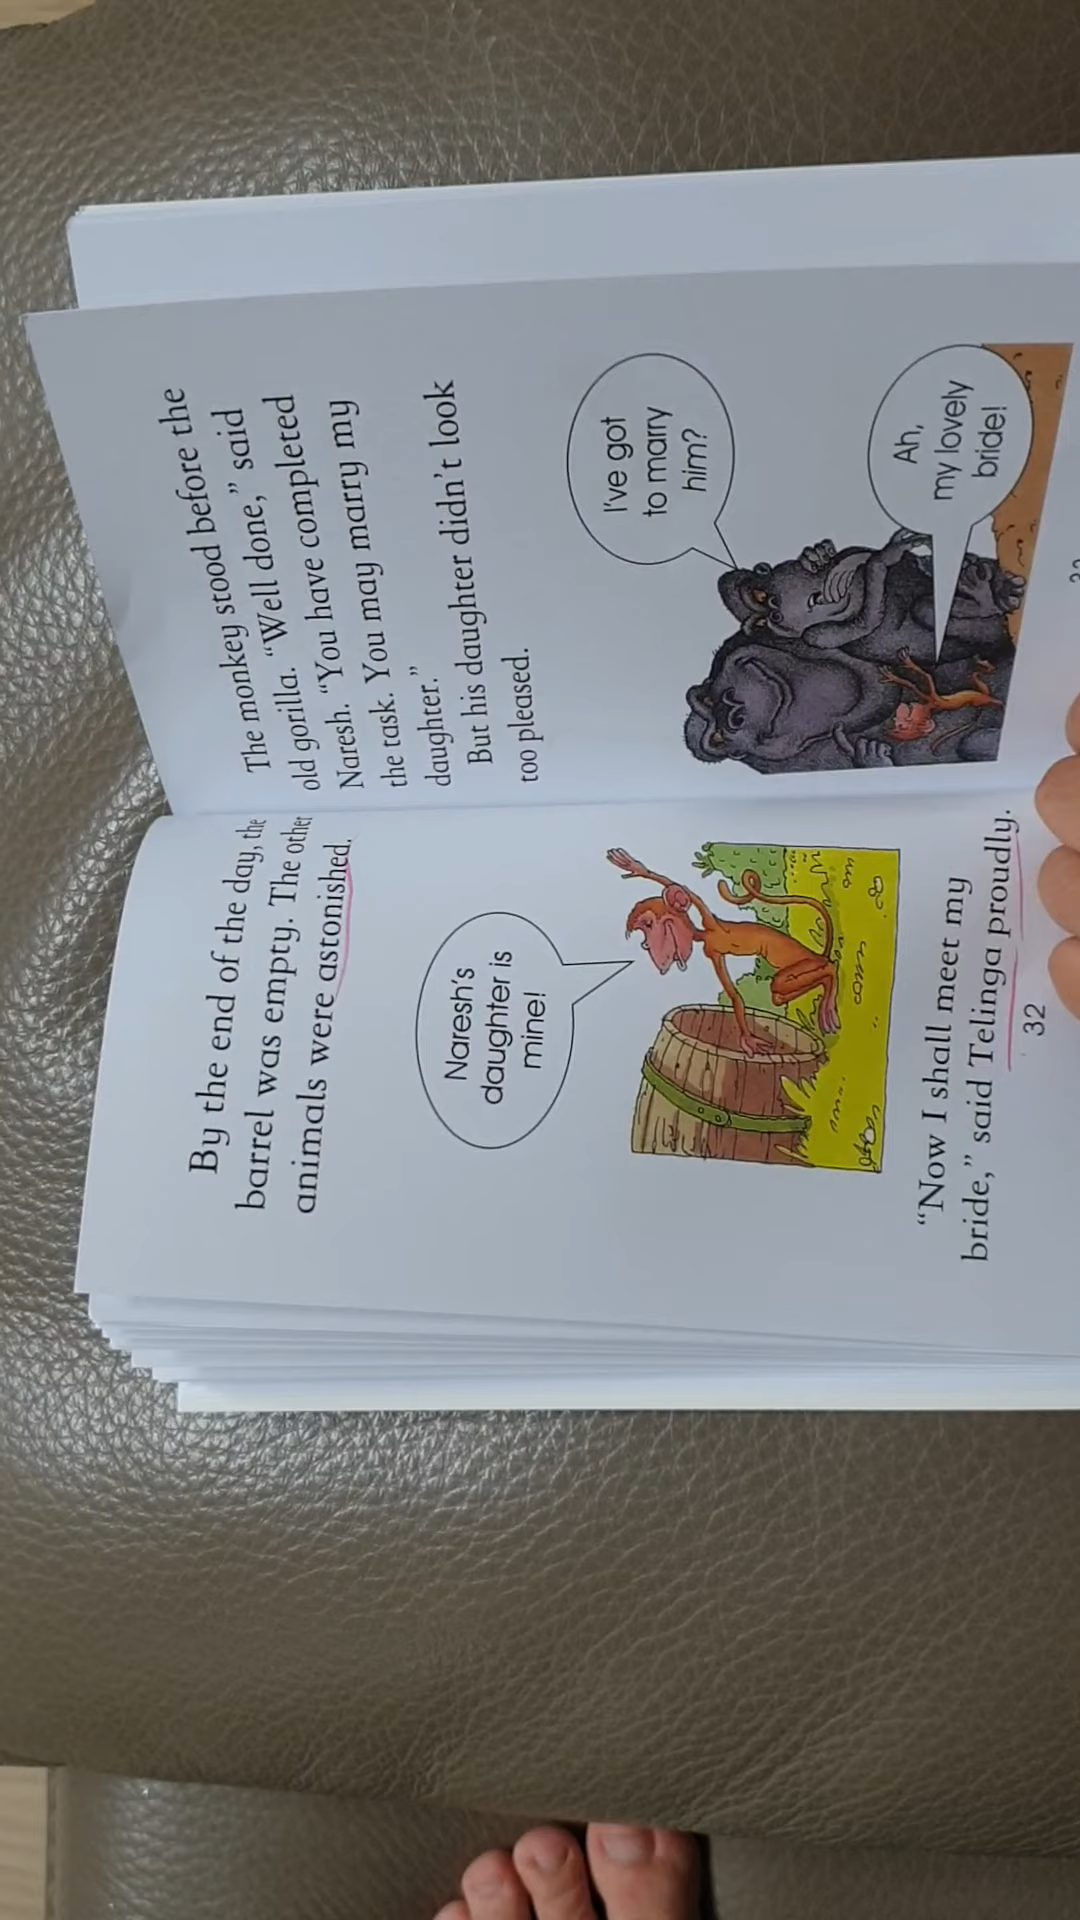 By the end of the day, the
barrel was empty. The other
animals were astonished.
Naresh's
daughter is
mine!
“Now I shall meet my
bride,” said Telinga proudly.
32
The monkey stood before the
old gorilla. “Well done,” said
Naresh. “You have completed
the task. You may marry my
daughter.”
But his daughter didn't look
too pleased.
I've got
to marry
him?
Ah,
my lovely
bride!